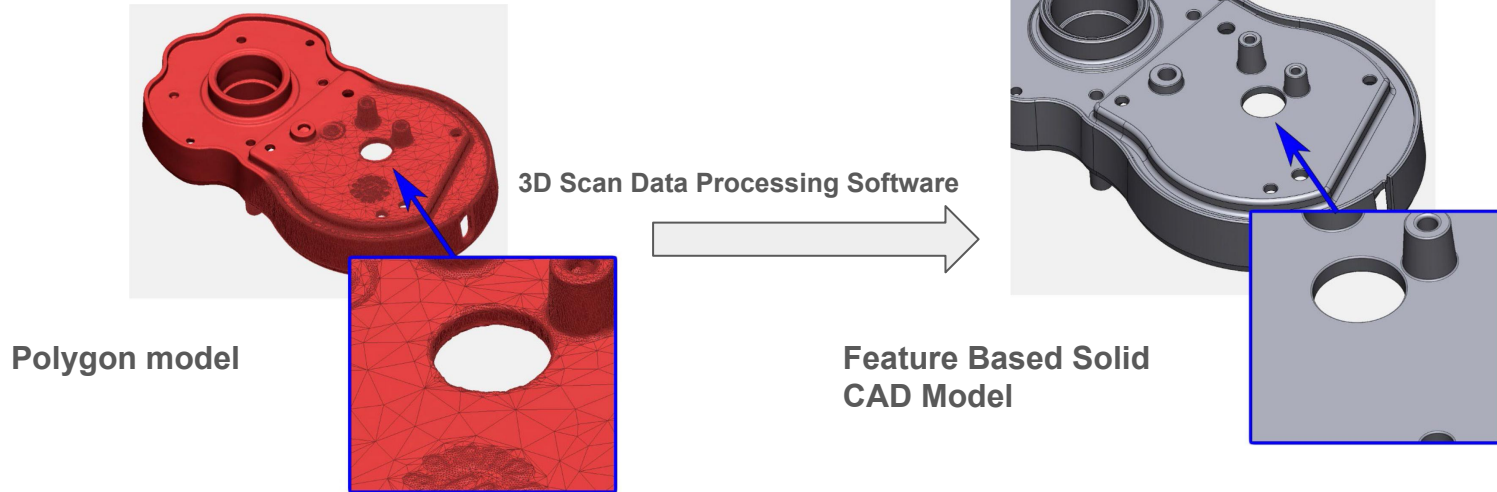 3D Scan Data Processing Software
Polygon model
Feature Based Solid
CAD Model